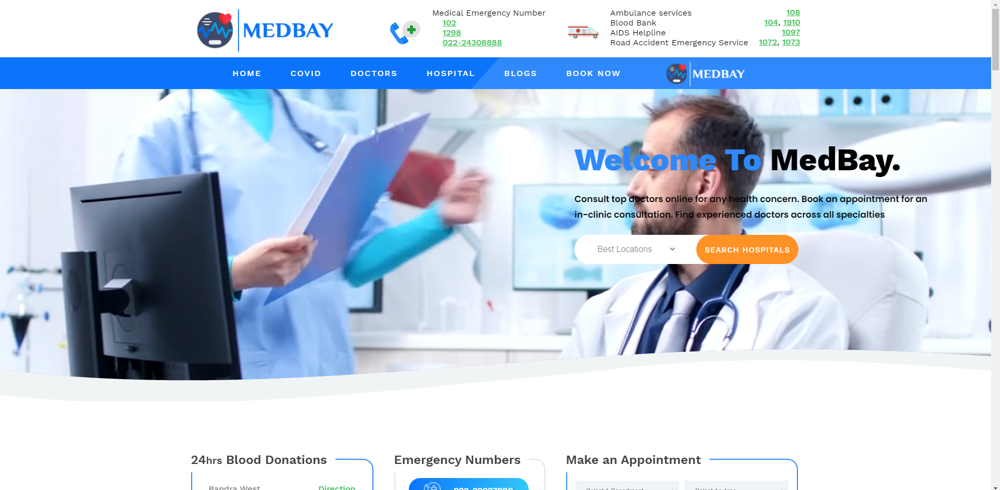 MEDBAY
Medical Emergency Number
102
1298
022-24308888
Ambulance services 108
Blood Bank 104, 1910
AIDS Helpline 1097
Road Accident Emergency Service 1072, 1073
HOME COVID DOCTORS HOSPITAL BLOGS BOOK NOW MEDBAY
Welcome To MedBay.
Consult top doctors online for any health concern. Book an appointment for an
in-clinic consultation. Find experienced doctors across all specialties
Best Locations SEARCH HOSPITALS
24hrs Blood Donations Emergency Numbers Make an Appointment
Bandra West Direction